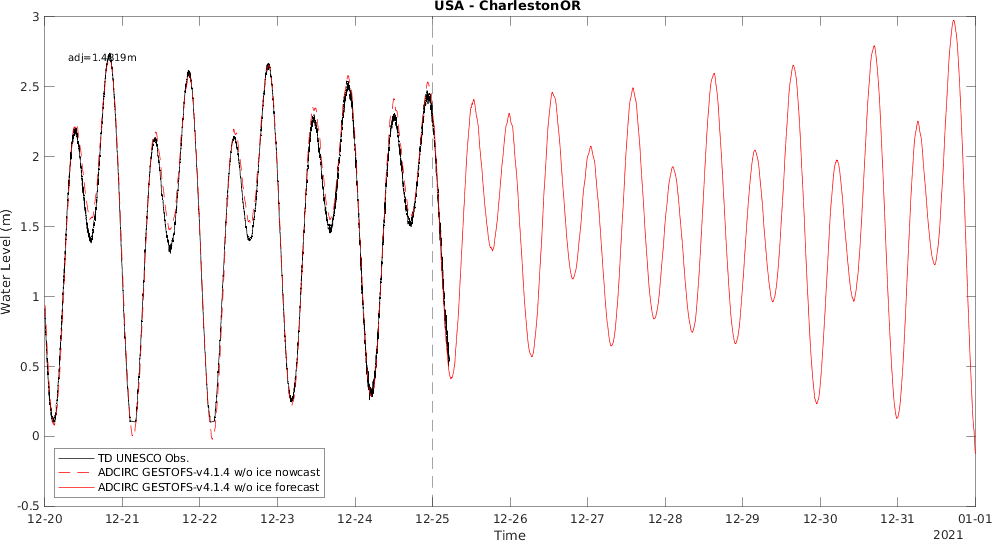 USA - CharlestonOR
adj=1.4819m
3
2.5
2
1.5
1
0.5
0
-0.5
Water Level (m)
TD UNESCO Obs.
ADCIRC GESTOFS-v4.1.4 w/o ice nowcast
ADCIRC GESTOFS-v4.1.4 w/o ice forecast
12-20 12-21 12-22 12-23 12-24 12-25 12-26 12-27 12-28 12-29 12-30 12-31 01-01
Time
2021